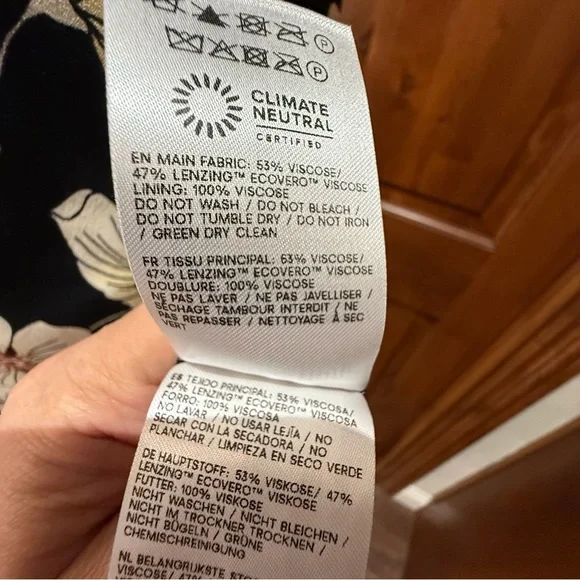 P
P
CLIMATE
NEUTRAL
CERTIFIED
EN MAIN FABRIC: 53% VISCOSE/
47% LENZING™ ECOVERO™ VISCOSE
LINING: 100% VISCOSE
DO NOT WASH / DO NOT BLEACH /
DO NOT TUMBLE DRY / DO NOT IRON
/ GREEN DRY CLEAN
FR TISSU PRINCIPAL: 53% VISCOSE/
47% LENZING™ ECOVERO™ VISCOSE
DOUBLURE: 100% VISCOSE
NE PAS LAVER / NE PAS JAVELLISER /
SÉCHAGE TAMBOUR INTERDIT / NE
PAS REPASSER / NETTOYAGE À SEC
VERT
ES TEJIDO PRINCIPAL: 53% VISCOSA/
47% LENZING™ ECOVERO™ VISCOSA
FORRO: 100% VISCOSA
NO LAVAR / NO USAR LEJÍA / NO
SECAR CON LA SECADORA / NO
PLANCHAR / LIMPIEZA EN SECO VERDE
DE HAUPTSTOFF: 53% VISKOSE/ 47%
LENZING™ ECOVERO™ VISKOSE
FUTTER: 100% VISKOSE
NICHT WASCHEN / NICHT BLEICHEN /
NICHT IM TROCKNER TROCKNEN /
NICHT BÜGELN / GRÜNE
CHEMISCHREINIGUNG
NL BELANGRIJKSTE
VISCOSE/ 47%